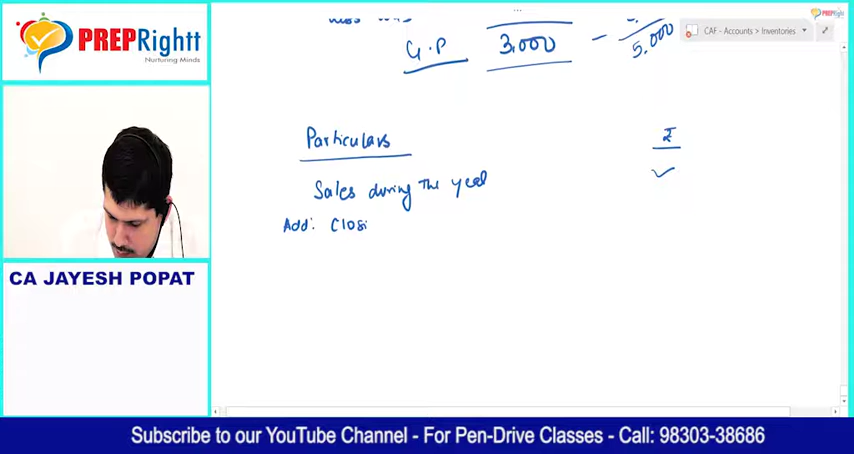 PREPRightt
Nurturing Minds
CAF - Accounts > Inventories
PREPRightt
G.P 3,000 - 5,000
Particulars ₹
Sales during the year ✓
Add: Closi
CA JAYESH POPAT
Subscribe to our YouTube Channel - For Pen-Drive Classes - Call: 98303-38686